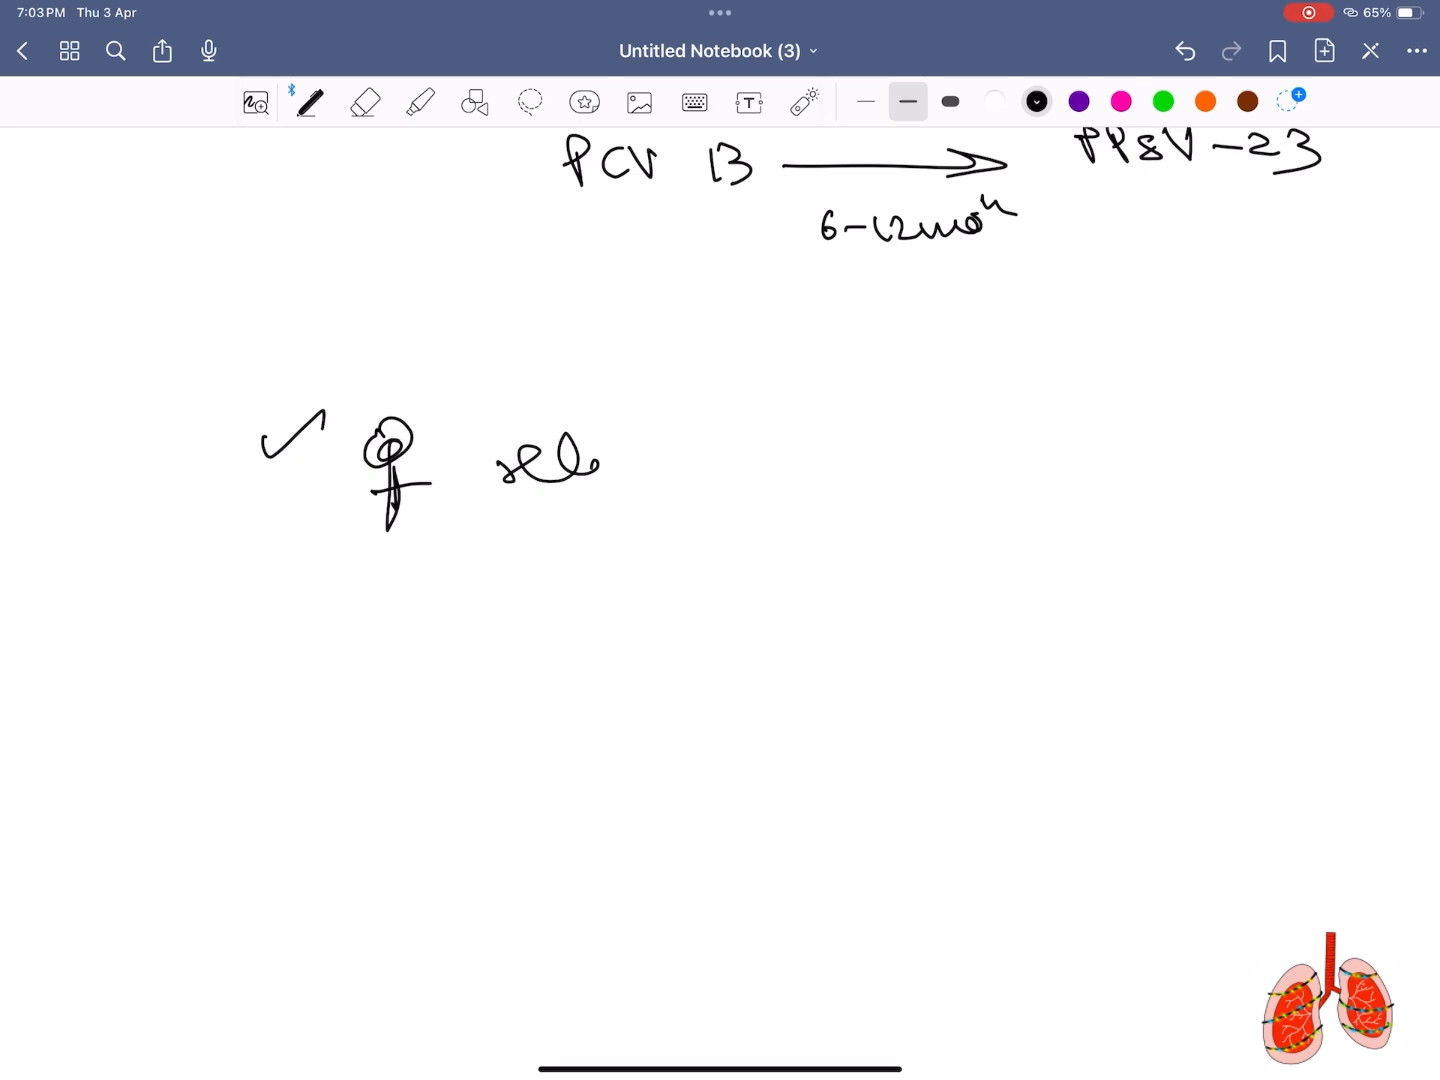 7:03 PM Thu 3 Apr
65%
Untitled Notebook (3)
T
PCV 13 PPSV-23
6-12mo